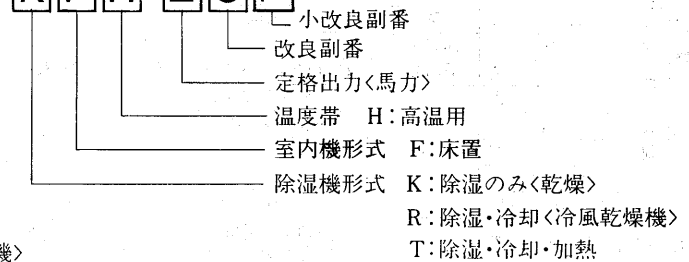 小改良副番
改良副番
定格出力<馬力>
温度帯 H:高温用
室内機形式 F:床置
除湿機形式 K:除湿のみ<乾燥>
R:除湿・冷却<冷風乾燥機>
T:除湿・冷却・加熱
機>